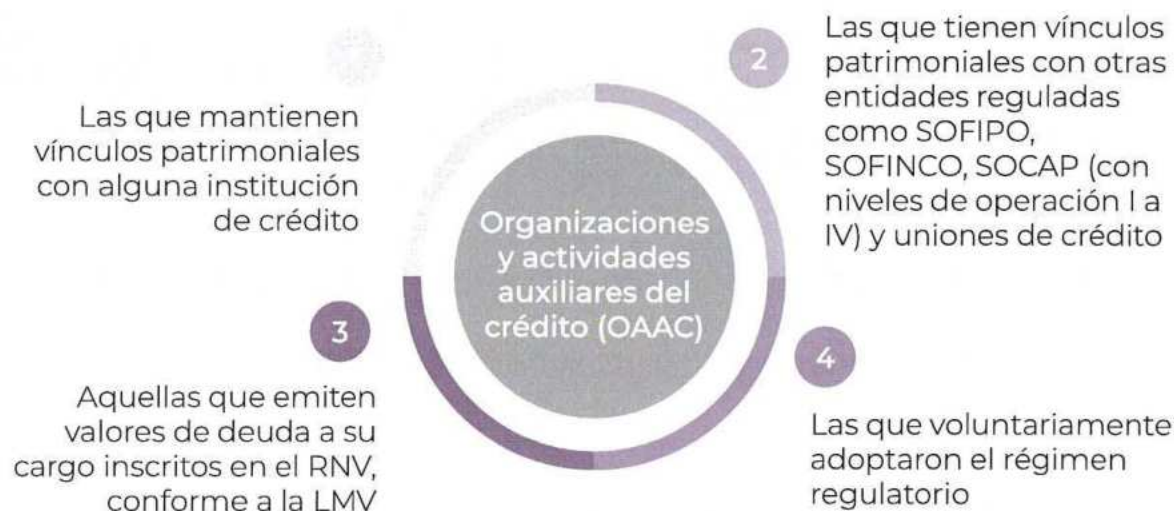 Las que mantienen
vínculos patrimoniales
con alguna institución
de crédito
2
Las que tienen vínculos
patrimoniales con otras
entidades reguladas
como SOFIPO,
SOFINCO, SOCAP (con
niveles de operación I a
IV) y uniones de crédito
Organizaciones
y actividades
auxiliares del
crédito (OAAC)
3
Aquellas que emiten
valores de deuda a su
cargo inscritos en el RNV,
conforme a la LMV
4
Las que voluntariamente
adoptaron el régimen
regulatorio